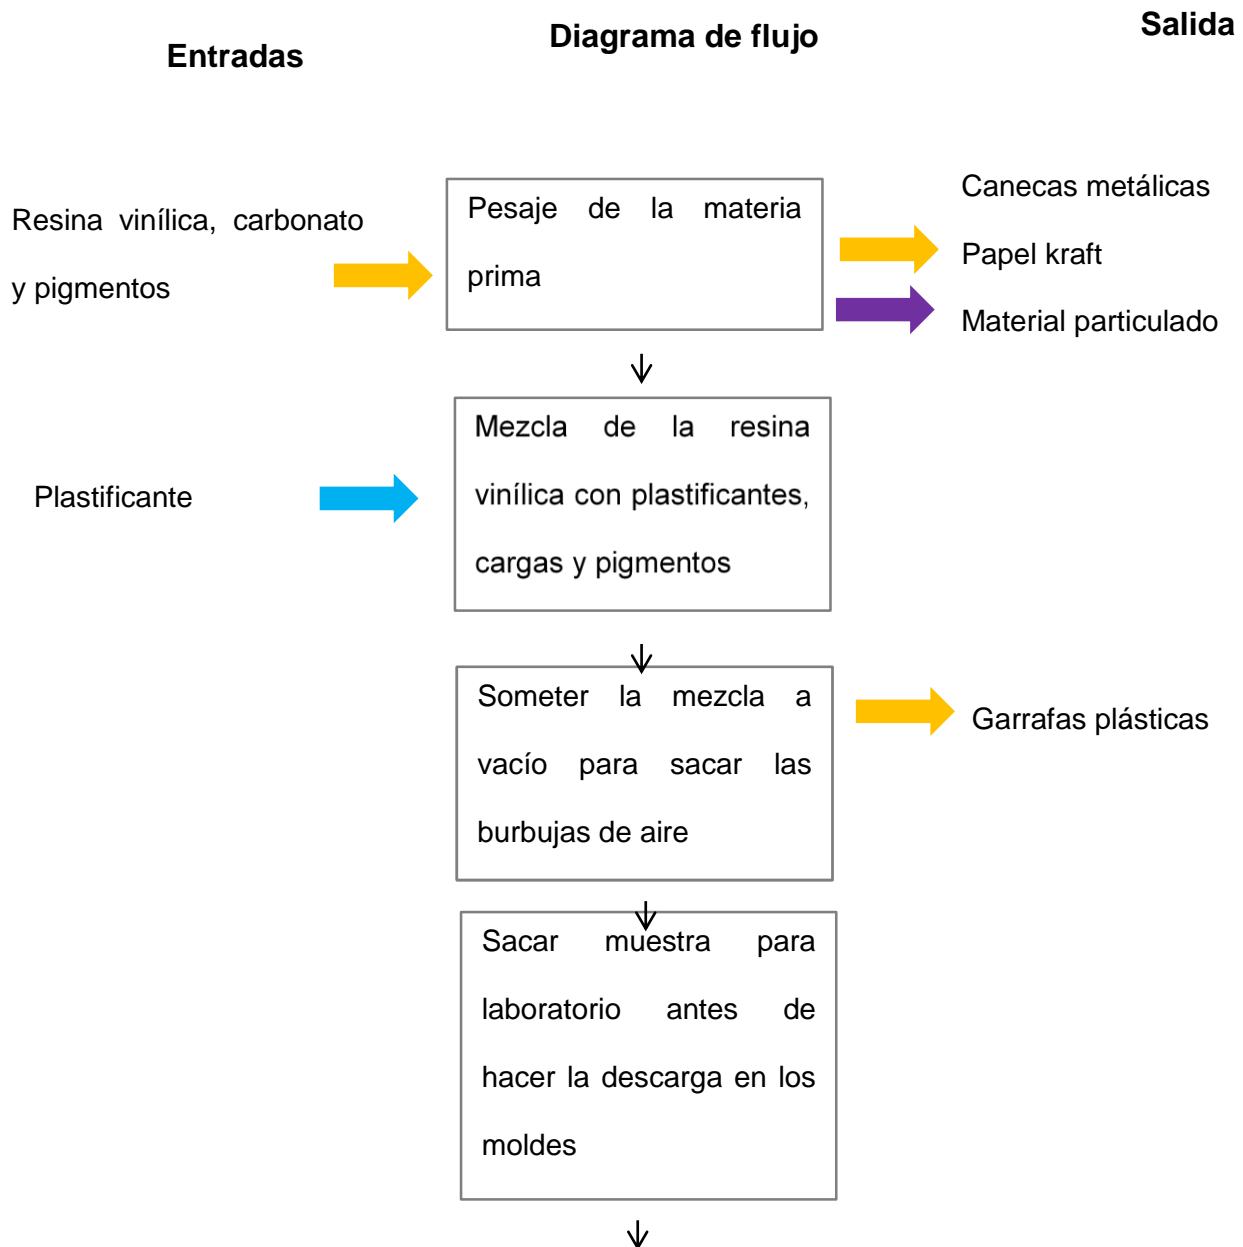 Entradas
Diagrama de flujo
Salida
Resina vinílica, carbonato
y pigmentos
Pesaje de la materia
prima
Canecas metálicas
Papel kraft
Material particulado
Plastificante
Mezcla de la resina
vinílica con plastificantes,
cargas y pigmentos
Someter la mezcla a
vacío para sacar las
burbujas de aire
Garrafas plásticas
Sacar muestra para
laboratorio antes de
hacer la descarga en los
moldes